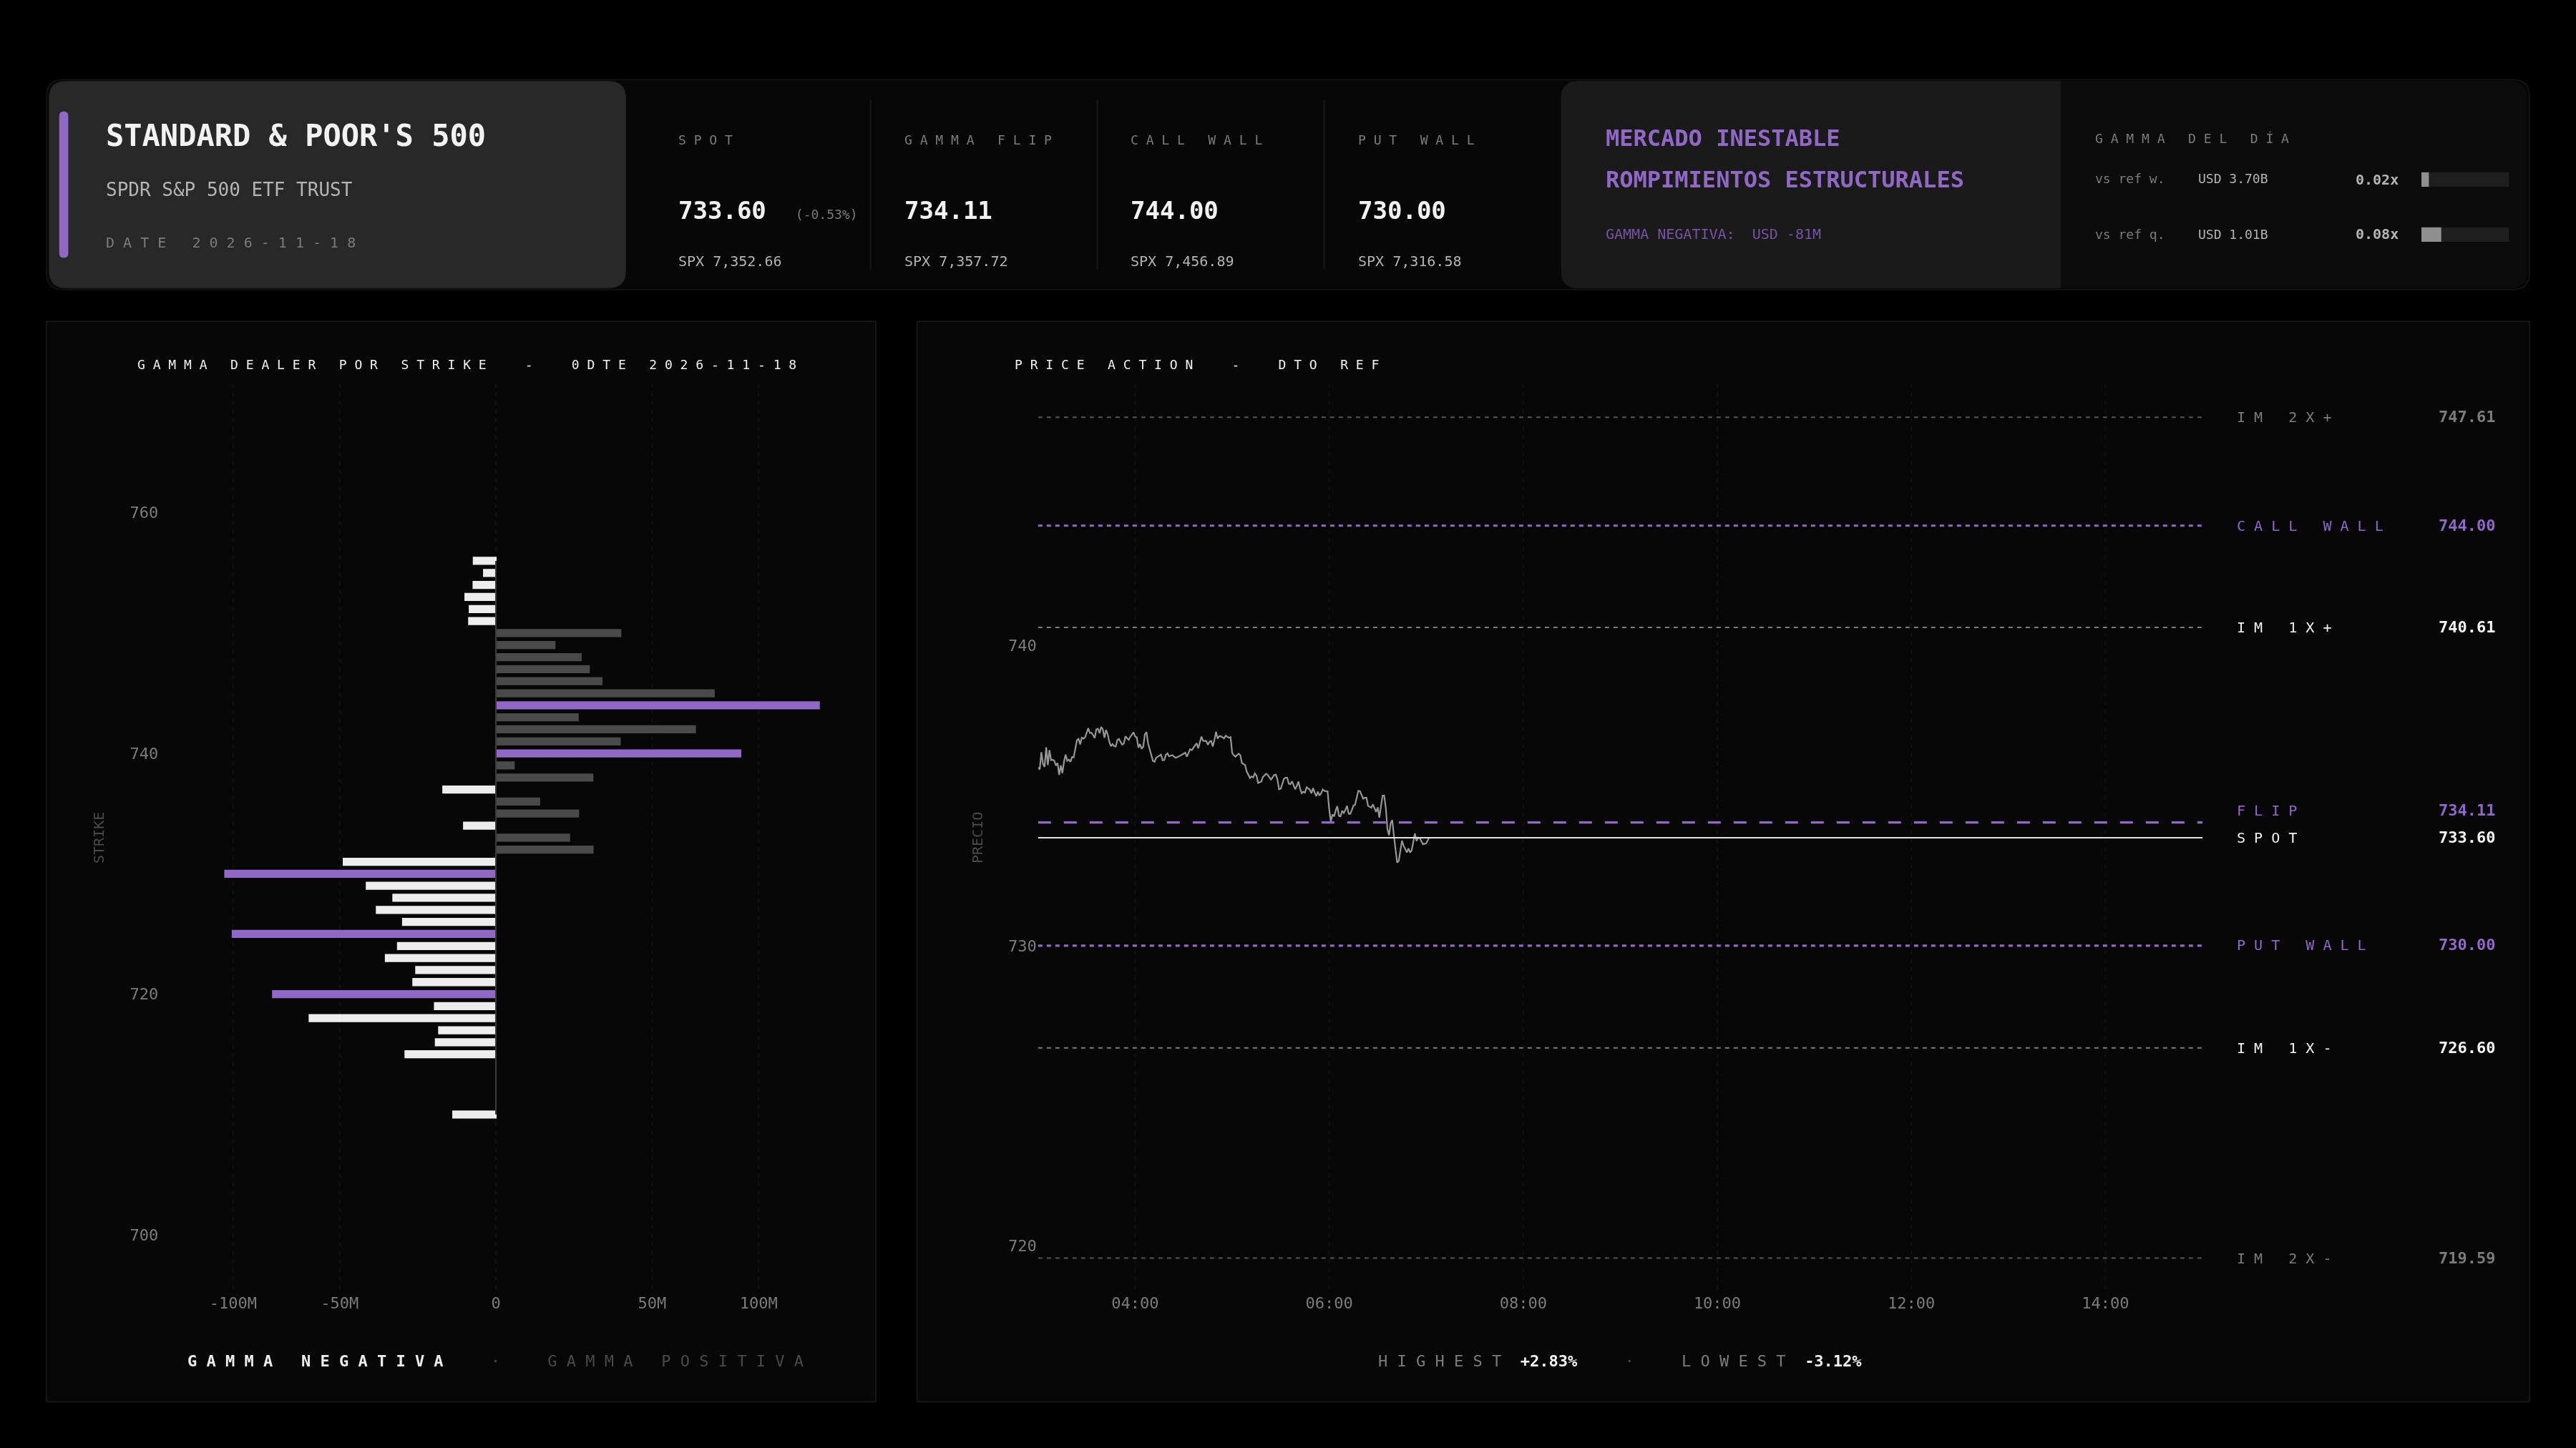 STANDARD & POOR'S 500
SPDR S&P 500 ETF TRUST
DATE 2026-11-18
SPOT
733.60 (-0.53%)
SPX 7,352.66
GAMMA FLIP
734.11
SPX 7,357.72
CALL WALL
744.00
SPX 7,456.89
PUT WALL
730.00
SPX 7,316.58
MERCADO INESTABLE
ROMPIMIENTOS ESTRUCTURALES
GAMMA NEGATIVA: USD -81M
GAMMA DEL DÍA
vs ref w. USD 3.70B 0.02x
vs ref q. USD 1.01B 0.08x
GAMMA DEALER POR STRIKE - 0DTE 2026-11-18
STRIKE
760
740
720
700
-100M -50M 0 50M 100M
GAMMA NEGATIVA · GAMMA POSITIVA
PRICE ACTION - DTO REF
PRECIO
740
730
720
IM 2X+ 747.61
CALL WALL 744.00
IM 1X+ 740.61
FLIP 734.11
SPOT 733.60
PUT WALL 730.00
IM 1X- 726.60
IM 2X- 719.59
04:00 06:00 08:00 10:00 12:00 14:00
HIGHEST +2.83% · LOWEST -3.12%